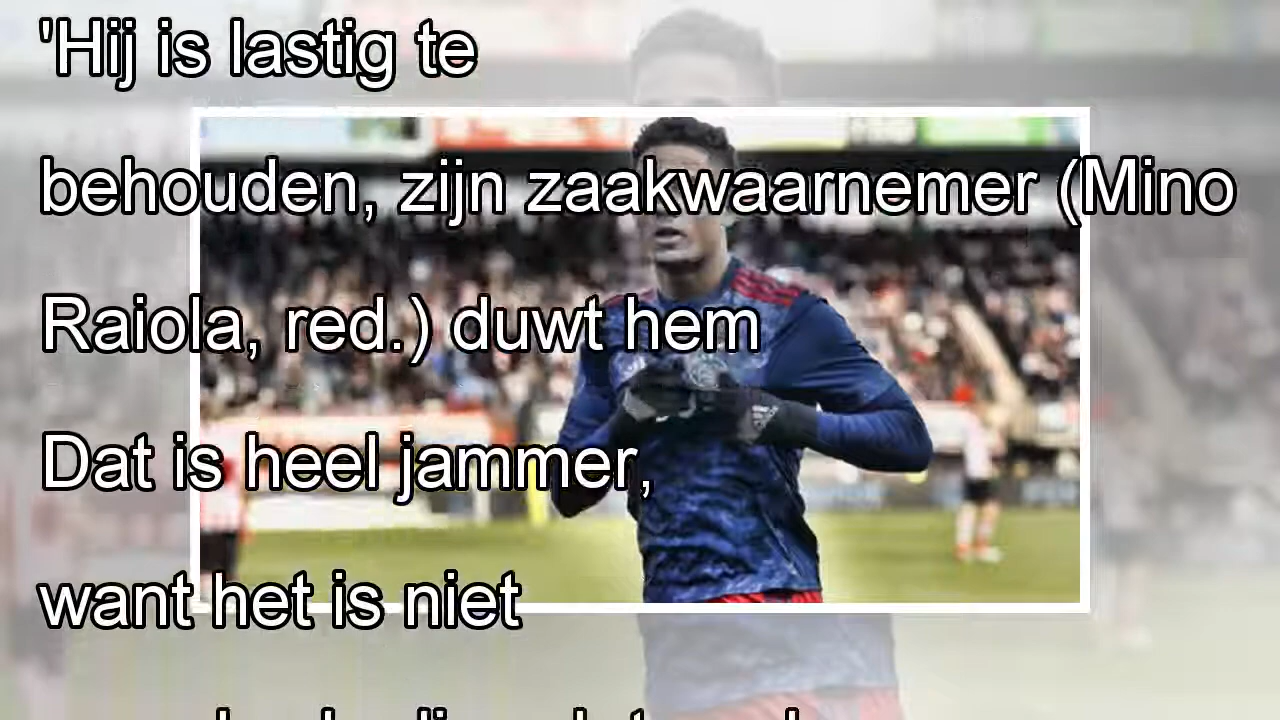 'Hij is lastig te
behouden, zijn zaakwaarnemer (Mino
Raiola, red.) duwt hem
Dat is heel jammer,
want het is niet